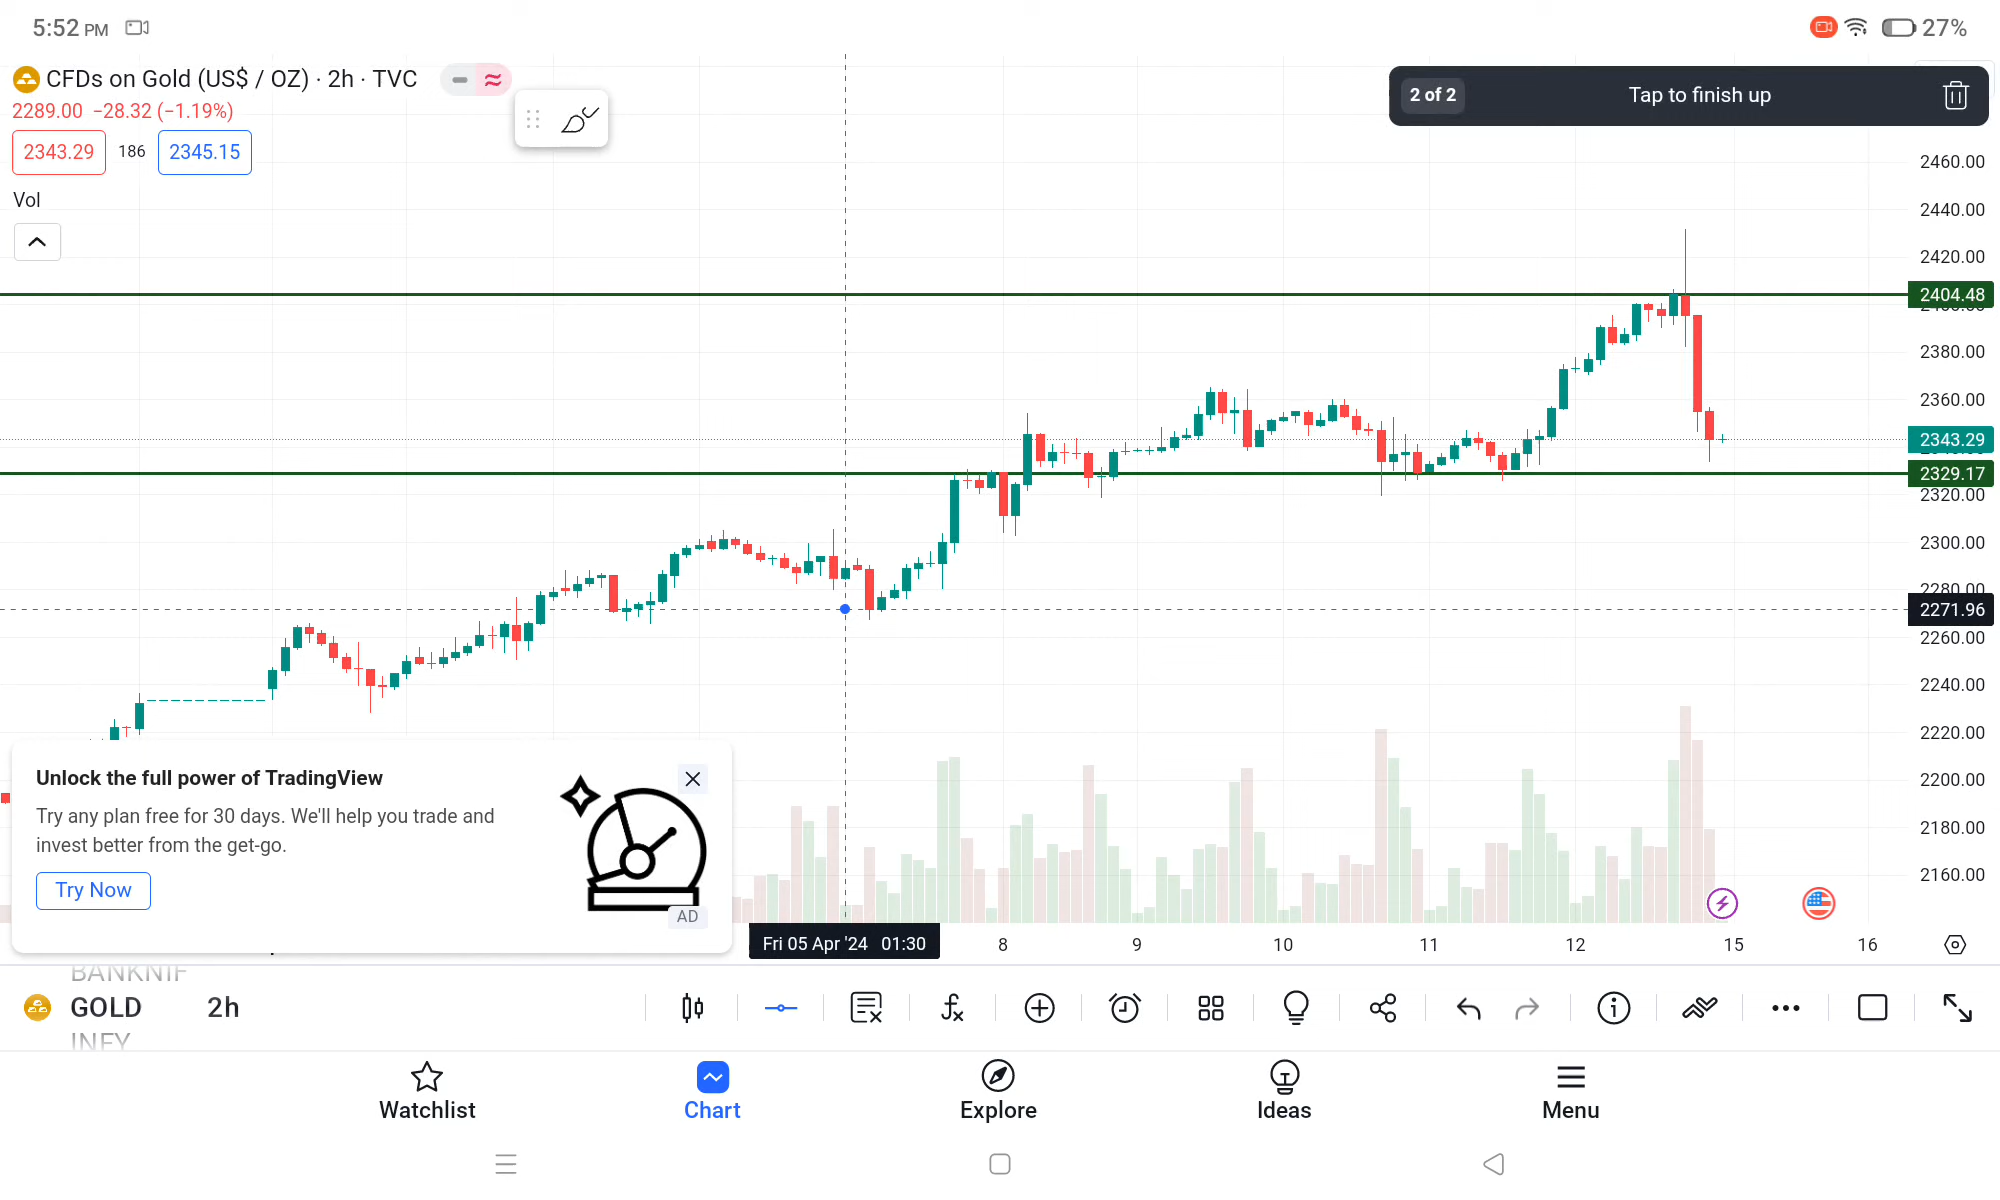 5:52 PM
27%
CFDs on Gold (US$ / OZ) · 2h · TVC
2289.00 −28.32 (−1.19%)
2343.29 186 2345.15
Vol
2 of 2 Tap to finish up
2460.00
2440.00
2420.00
2404.48
2380.00
2360.00
2343.29
2329.17
2320.00
2300.00
2280.00
2271.96
2260.00
2240.00
2220.00
2200.00
2180.00
2160.00
Unlock the full power of TradingView
Try any plan free for 30 days. We'll help you trade and
invest better from the get-go.
Try Now
AD
Fri 05 Apr '24 01:30 8 9 10 11 12 15 16
BANKNIF
GOLD 2h
INFY
Watchlist Chart Explore Ideas Menu